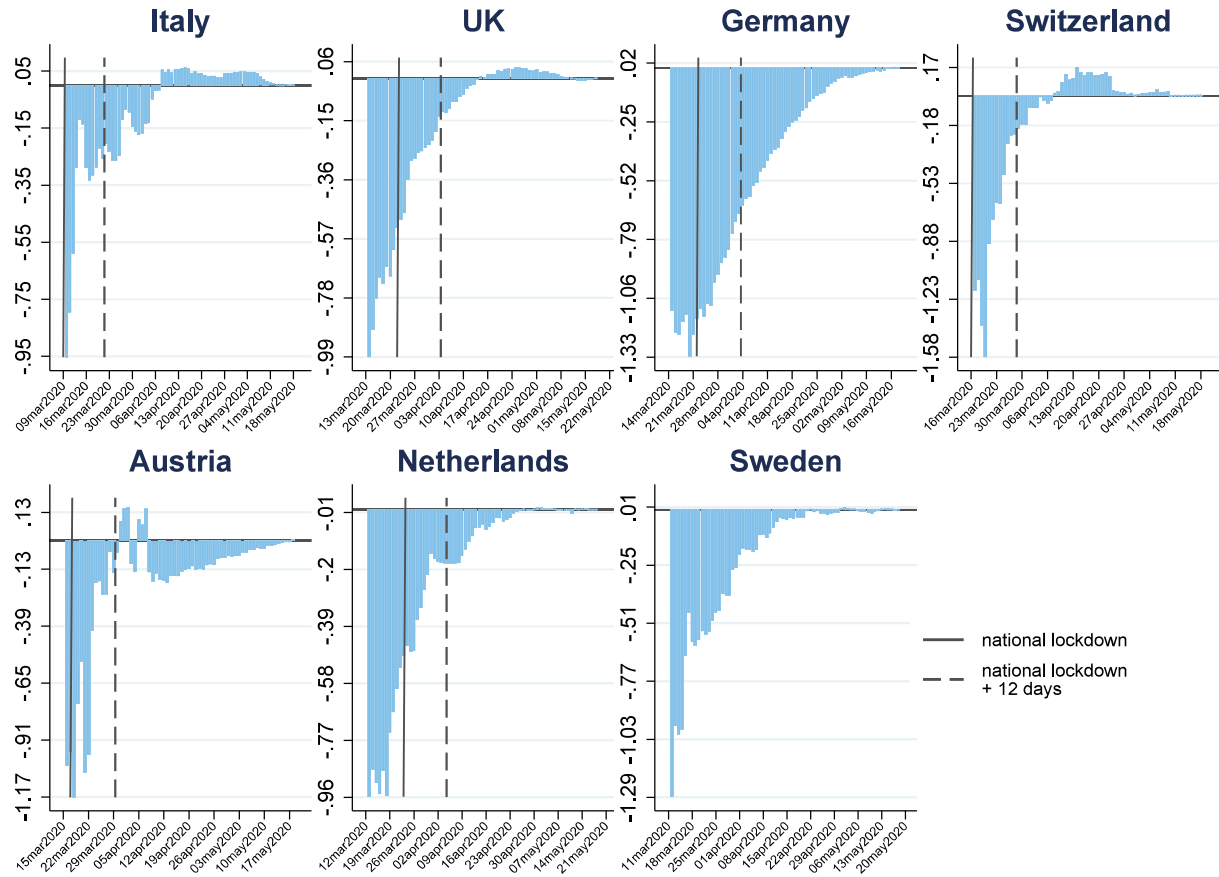 Italy
.05
-.15
-.35
-.55
-.75
-.95
09mar2020
16mar2020
23mar2020
30mar2020
06apr2020
13apr2020
20apr2020
27apr2020
04may2020
11may2020
18may2020
UK
.06
-.15
-.36
-.57
-.78
-.99
13mar2020
20mar2020
27mar2020
03apr2020
10apr2020
17apr2020
24apr2020
01may2020
08may2020
15may2020
22may2020
Germany
.02
-.25
-.52
-.79
-1.06
-1.33
14mar2020
21mar2020
28mar2020
04apr2020
11apr2020
18apr2020
25apr2020
02may2020
09may2020
16may2020
Switzerland
.17
-.18
-.53
-.88
-1.23
-1.58
16mar2020
23mar2020
30mar2020
06apr2020
13apr2020
20apr2020
27apr2020
04may2020
11may2020
18may2020
Austria
.13
-.13
-.39
-.65
-.91
-1.17
15mar2020
22mar2020
29mar2020
05apr2020
12apr2020
19apr2020
26apr2020
03may2020
10may2020
17may2020
Netherlands
-.01
-.2
-.39
-.58
-.77
-.96
12mar2020
19mar2020
26mar2020
02apr2020
09apr2020
16apr2020
23apr2020
30apr2020
07may2020
14may2020
21may2020
Sweden
.01
-.25
-.51
-.77
-1.03
-1.29
11mar2020
18mar2020
25mar2020
01apr2020
08apr2020
15apr2020
22apr2020
29apr2020
06may2020
13may2020
20may2020
national lockdown
national lockdown
+ 12 days